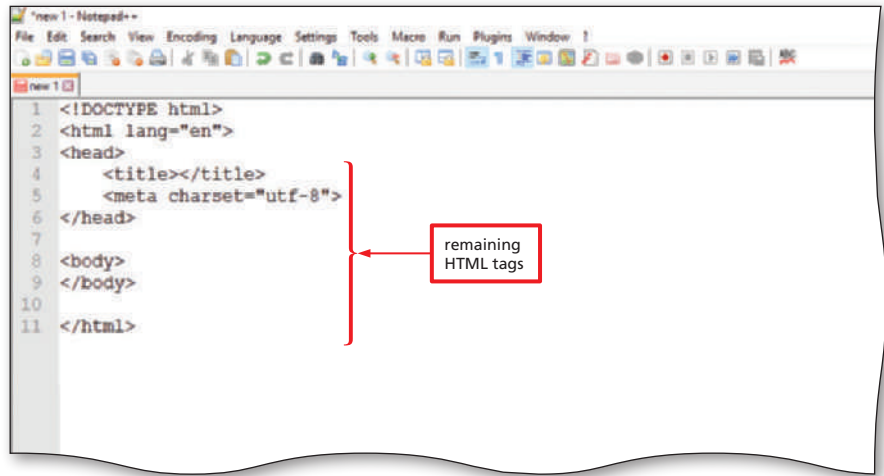 *new 1 - Notepad++
File Edit Search View Encoding Language Settings Tools Macro Run Plugins Window ?
new 1
1 <!DOCTYPE html>
2 <html lang="en">
3 <head>
4 <title></title>
5 <meta charset="utf-8">
6 </head>
7
8 <body>
9 </body>
10
11 </html>
remaining
HTML tags